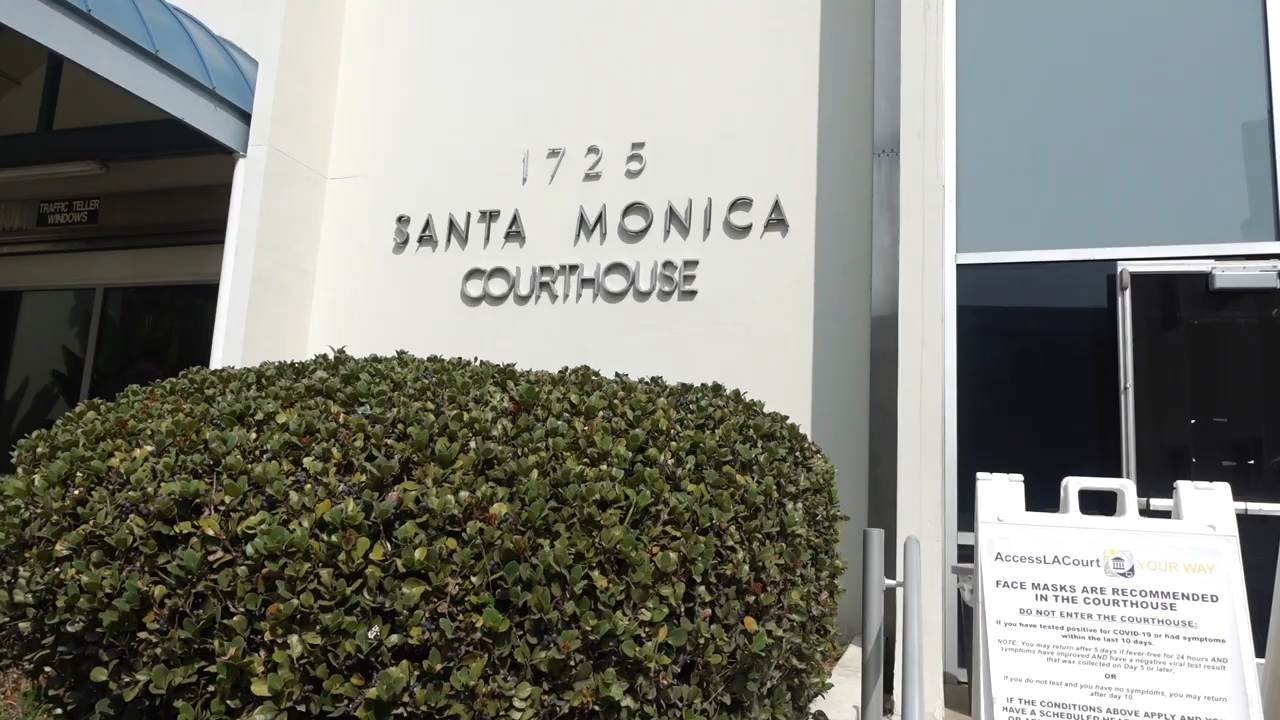 1725
SANTA MONICA
COURTHOUSE
TRAFFIC TELLER
WINDOWS
AccessLACourt YOUR WAY
FACE MASKS ARE RECOMMENDED
IN THE COURTHOUSE
DO NOT ENTER THE COURTHOUSE:
If you have tested positive for COVID-19 or had symptoms
within the last 10 days.
NOTE: You may return after 5 days if fever-free for 24 hours AND
symptoms have improved AND have a negative viral test result
that was collected on Day 5 or later;
OR
If you do not test and you have no symptoms, you may return
after day 10.
IF THE CONDITIONS ABOVE APPLY AND YOU
HAVE A SCHEDULED